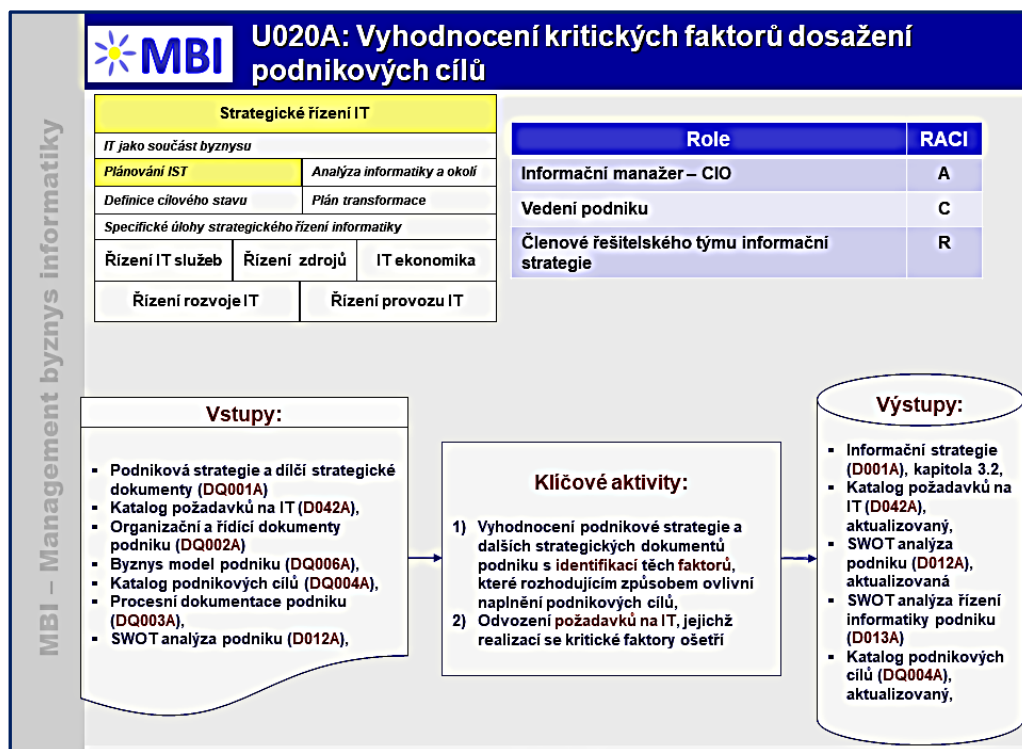 MBI
U020A: Vyhodnocení kritických faktorů dosažení
podnikových cílů
MBI – Management byznys informatiky
Strategické řízení IT
IT jako součást byznysu
Plánování IST
Analýza informatiky a okolí
Definice cílového stavu
Plán transformace
Specifické úlohy strategického řízení informatiky
Řízení IT služeb
Řízení zdrojů
IT ekonomika
Řízení rozvoje IT
Řízení provozu IT
Role RACI
Informační manažer – CIO A
Vedení podniku C
Členové řešitelského týmu informační
strategie R
Vstupy:
▪ Podniková strategie a dílčí strategické
dokumenty (DQ001A)
▪ Katalog požadavků na IT (D042A),
▪ Organizační a řídící dokumenty
podniku (DQ002A)
▪ Byznys model podniku (DQ006A),
▪ Katalog podnikových cílů (DQ004A),
▪ Procesní dokumentace podniku
(DQ003A),
▪ SWOT analýza podniku (D012A),
Klíčové aktivity:
1) Vyhodnocení podnikové strategie a
dalších strategických dokumentů
podniku s identifikací těch faktorů,
které rozhodujícím způsobem ovlivní
naplnění podnikových cílů,
2) Odvození požadavků na IT, jejichž
realizací se kritické faktory ošetří
Výstupy:
▪ Informační strategie
(D001A), kapitola 3.2,
▪ Katalog požadavků na
IT (D042A),
aktualizovaný,
▪ SWOT analýza
podniku (D012A),
aktualizovaná
▪ SWOT analýza řízení
informatiky podniku
(D013A)
▪ Katalog podnikových
cílů (DQ004A),
aktualizovaný,